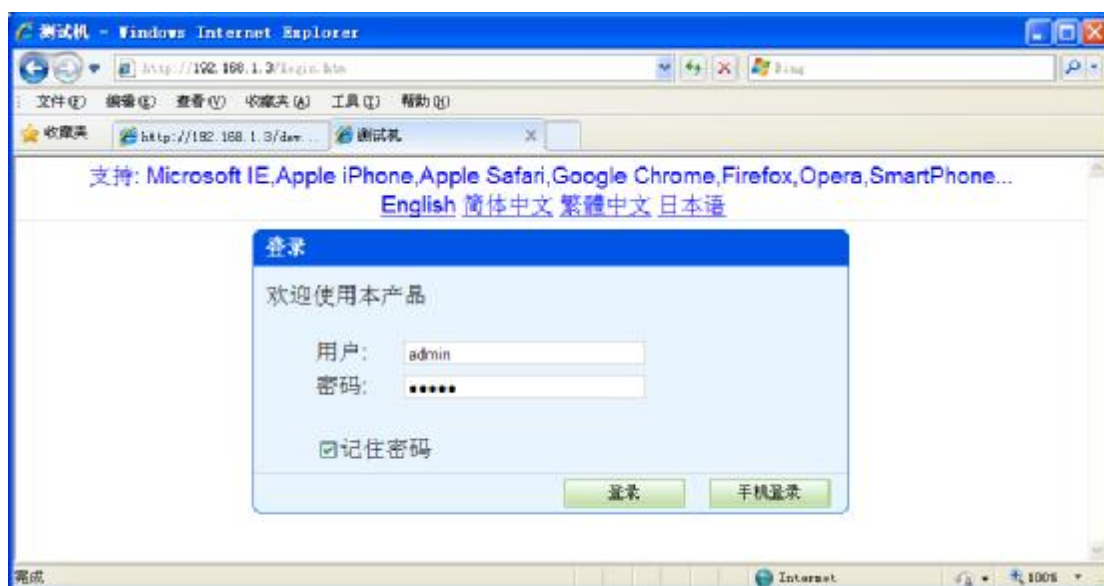 测试机 - Windows Internet Explorer
http://192.168.1.3/login.htm
Bing
文件(F) 编辑(E) 查看(V) 收藏夹(A) 工具(T) 帮助(H)
收藏夹 http://192.168.1.3/dev... 测试机
支持: Microsoft IE,Apple iPhone,Apple Safari,Google Chrome,Firefox,Opera,SmartPhone...
English 简体中文 繁體中文 日本语
登录
欢迎使用本产品
用户: admin
密码: •••••
记住密码
登录 手机登录
完成 Internet 100%